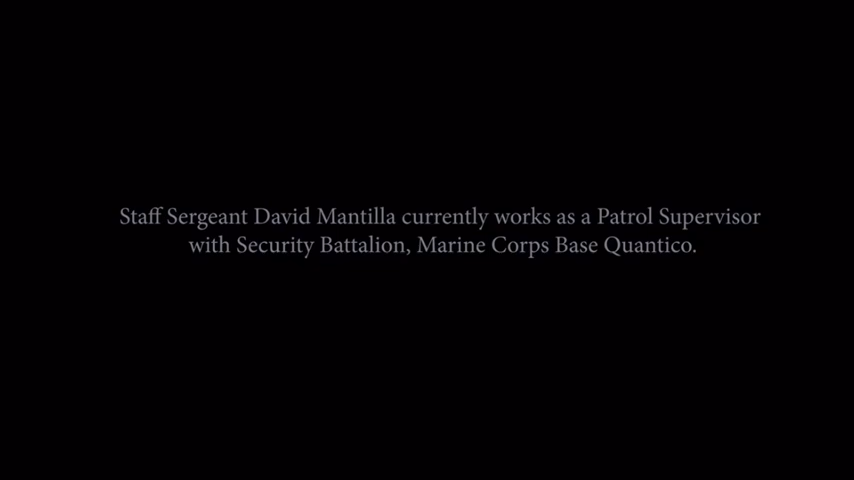 Staff Sergeant David Mantilla currently works as a Patrol Supervisor
with Security Battalion, Marine Corps Base Quantico.